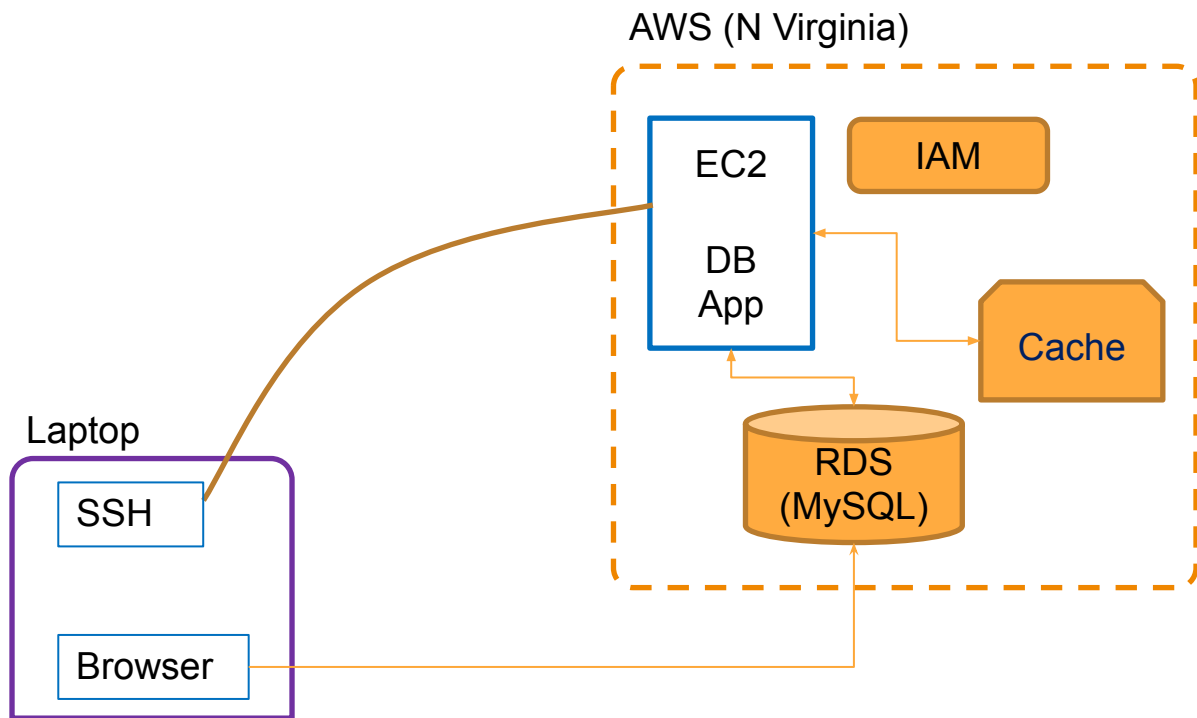 AWS (N Virginia)
EC2
DB
App
IAM
Cache
RDS
(MySQL)
Laptop
SSH
Browser